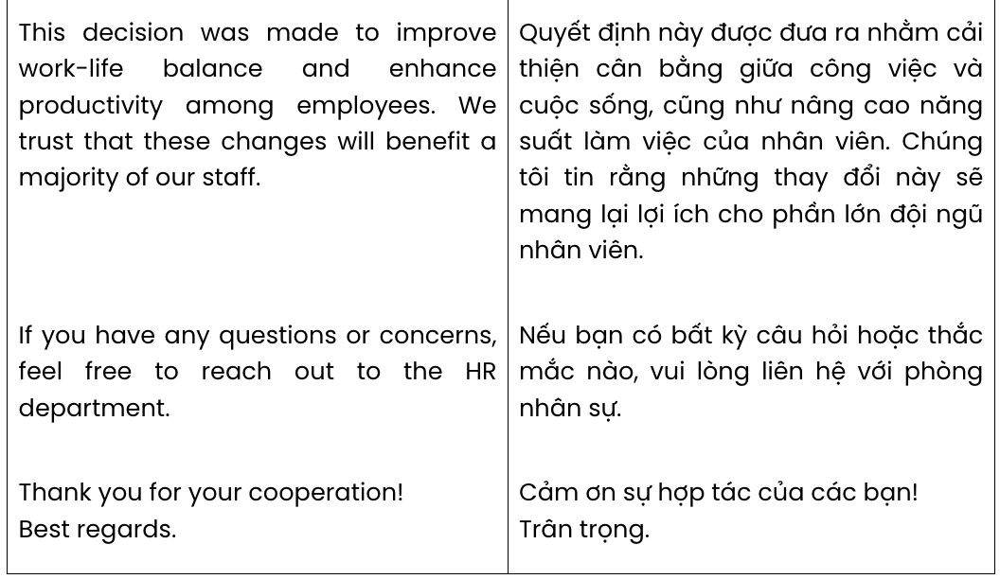 This decision was made to improve
work-life balance and enhance
productivity among employees. We
trust that these changes will benefit a
majority of our staff.
If you have any questions or concerns,
feel free to reach out to the HR
department.
Thank you for your cooperation!
Best regards.
Quyết định này được đưa ra nhằm cải
thiện cân bằng giữa công việc và
cuộc sống, cũng như nâng cao năng
suất làm việc của nhân viên. Chúng
tôi tin rằng những thay đổi này sẽ
mang lại lợi ích cho phần lớn đội ngũ
nhân viên.
Nếu bạn có bất kỳ câu hỏi hoặc thắc
mắc nào, vui lòng liên hệ với phòng
nhân sự.
Cảm ơn sự hợp tác của các bạn!
Trân trọng.